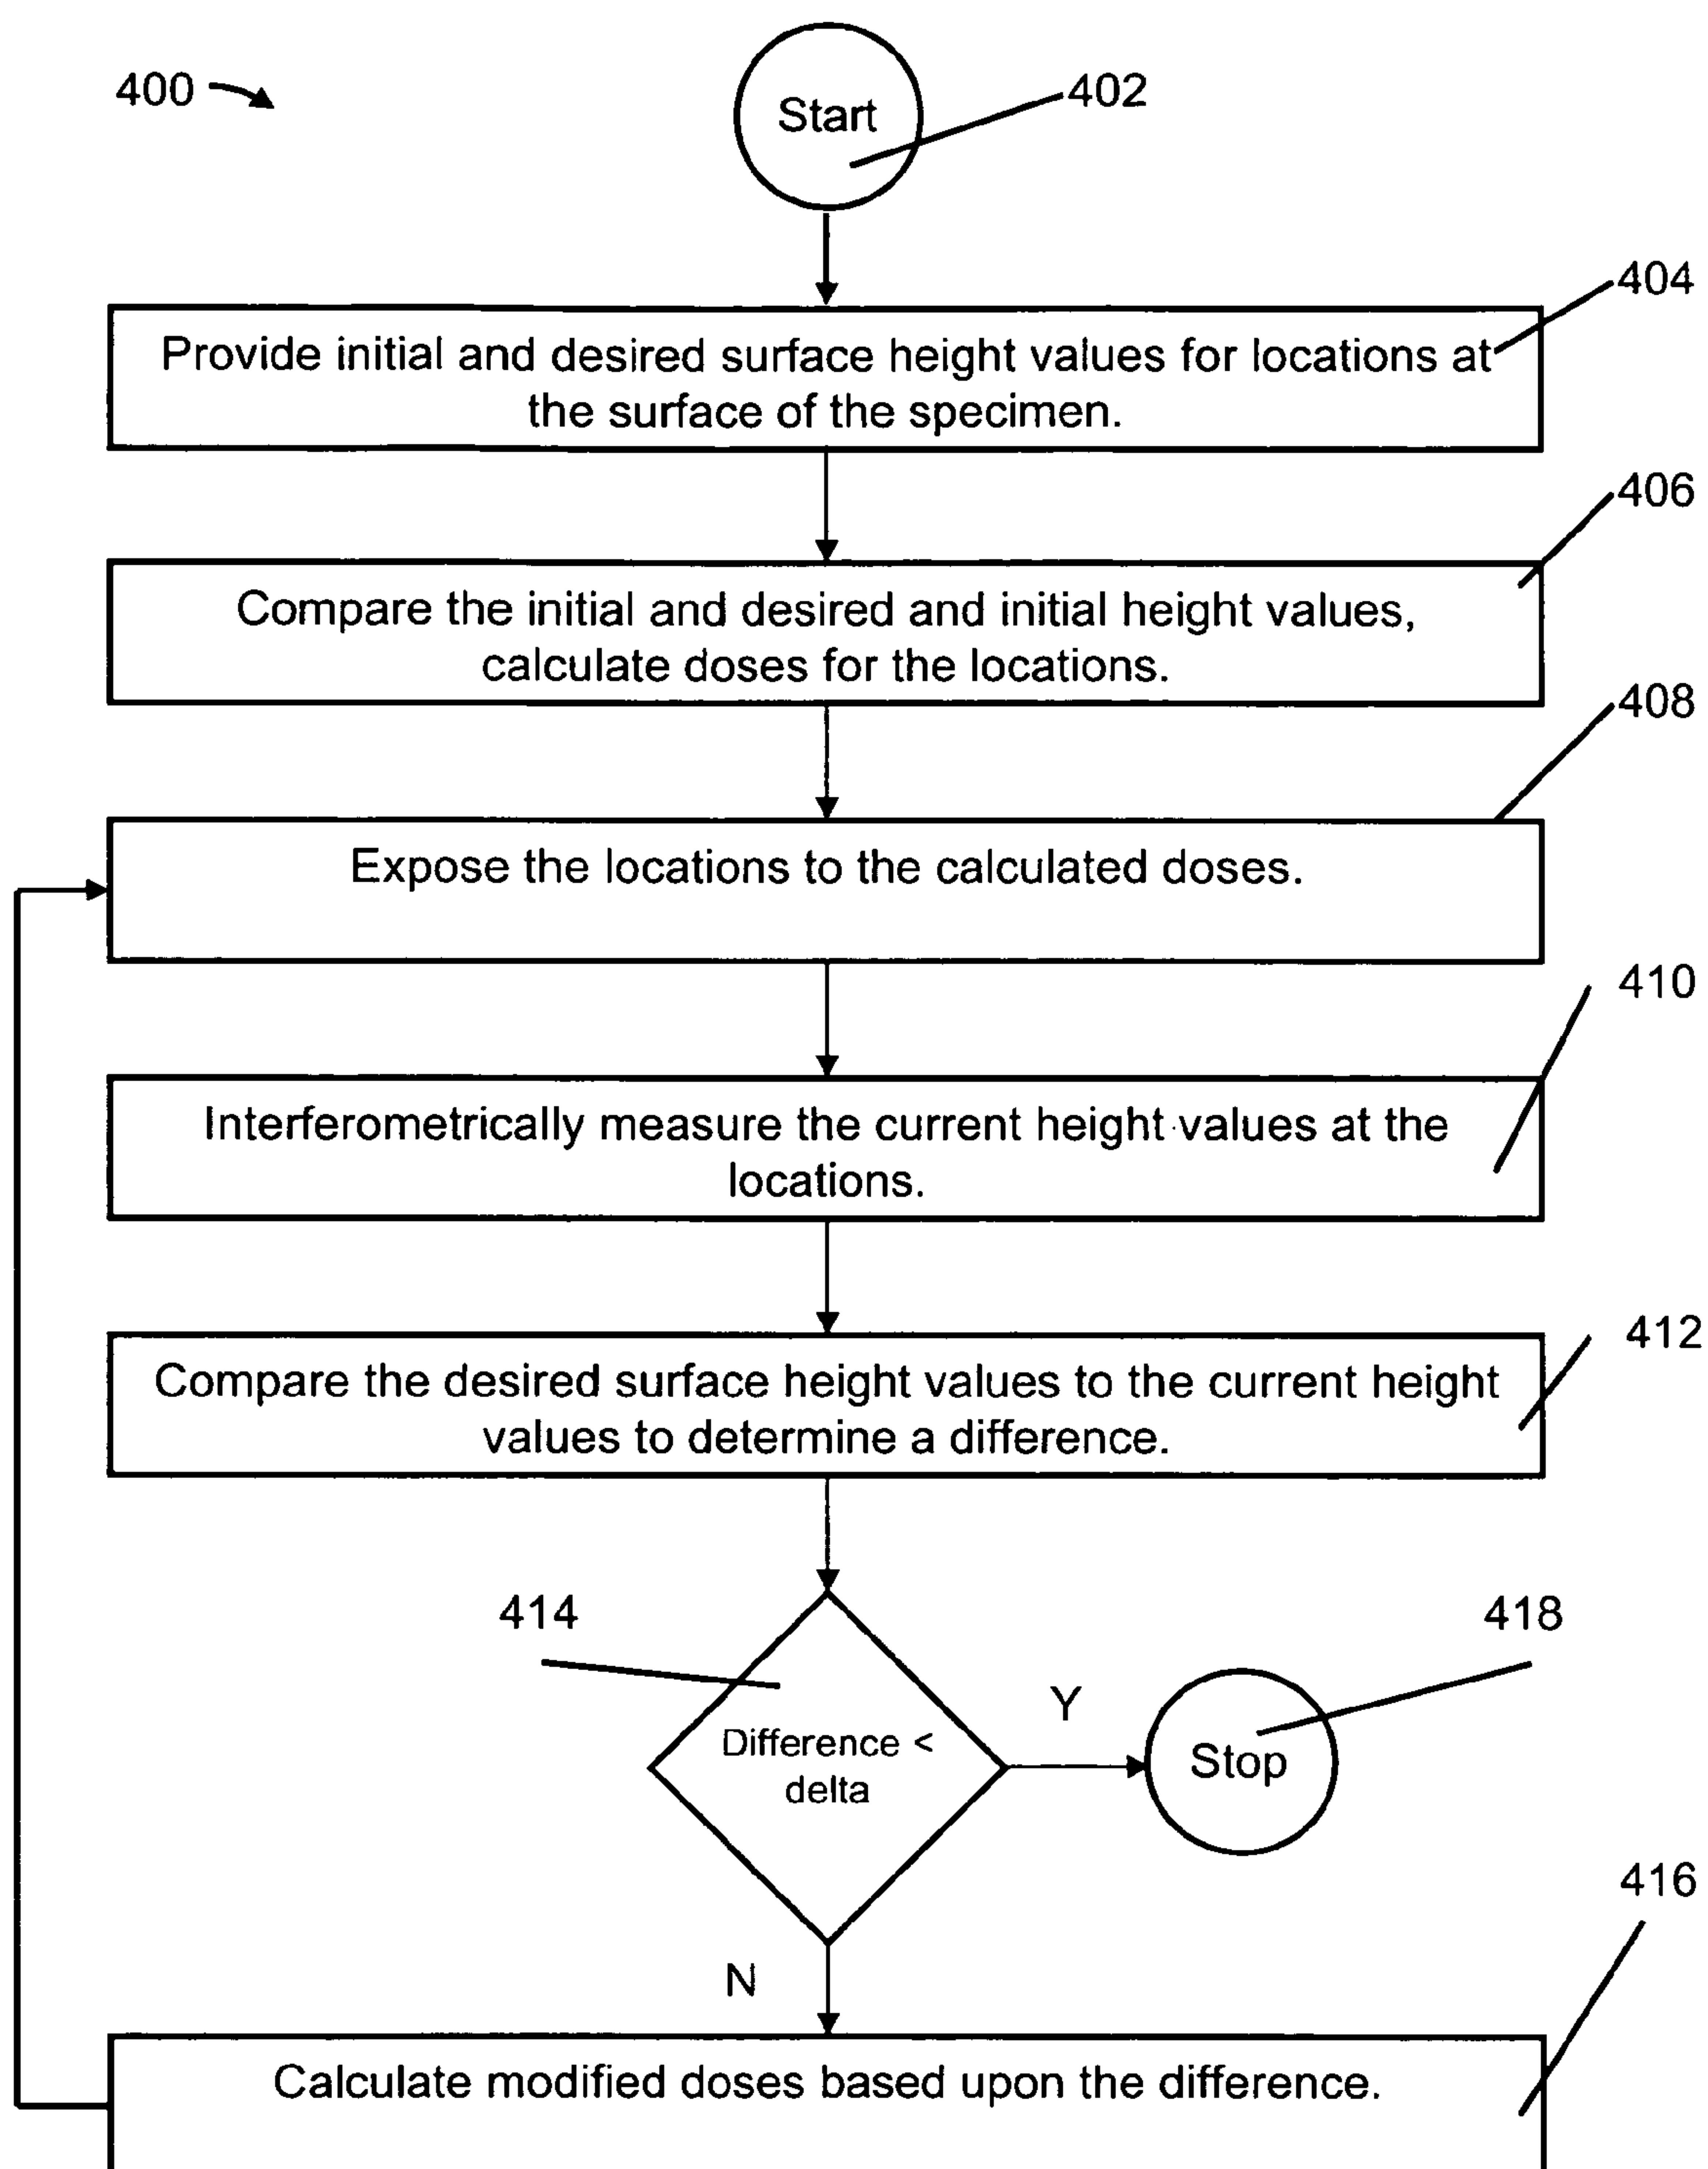 400
Start
402
404
Provide initial and desired surface height values for locations at
the surface of the specimen.
406
Compare the initial and desired and initial height values,
calculate doses for the locations.
408
Expose the locations to the calculated doses.
410
Interferometrically measure the current height values at the
locations.
412
Compare the desired surface height values to the current height
values to determine a difference.
414
418
Y
Difference <
delta
Stop
416
N
Calculate modified doses based upon the difference.